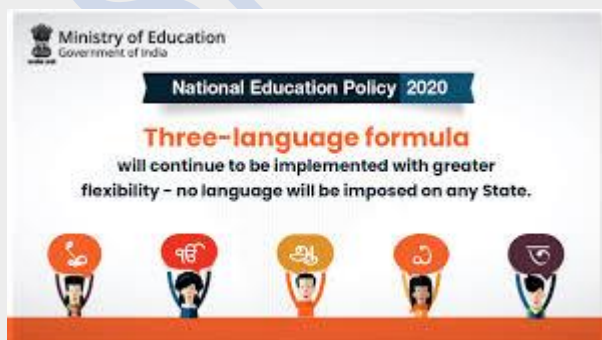 Ministry of Education
Government of India
National Education Policy 2020
Three-language formula
will continue to be implemented with greater
flexibility – no language will be imposed on any State.
ੴ ஆ